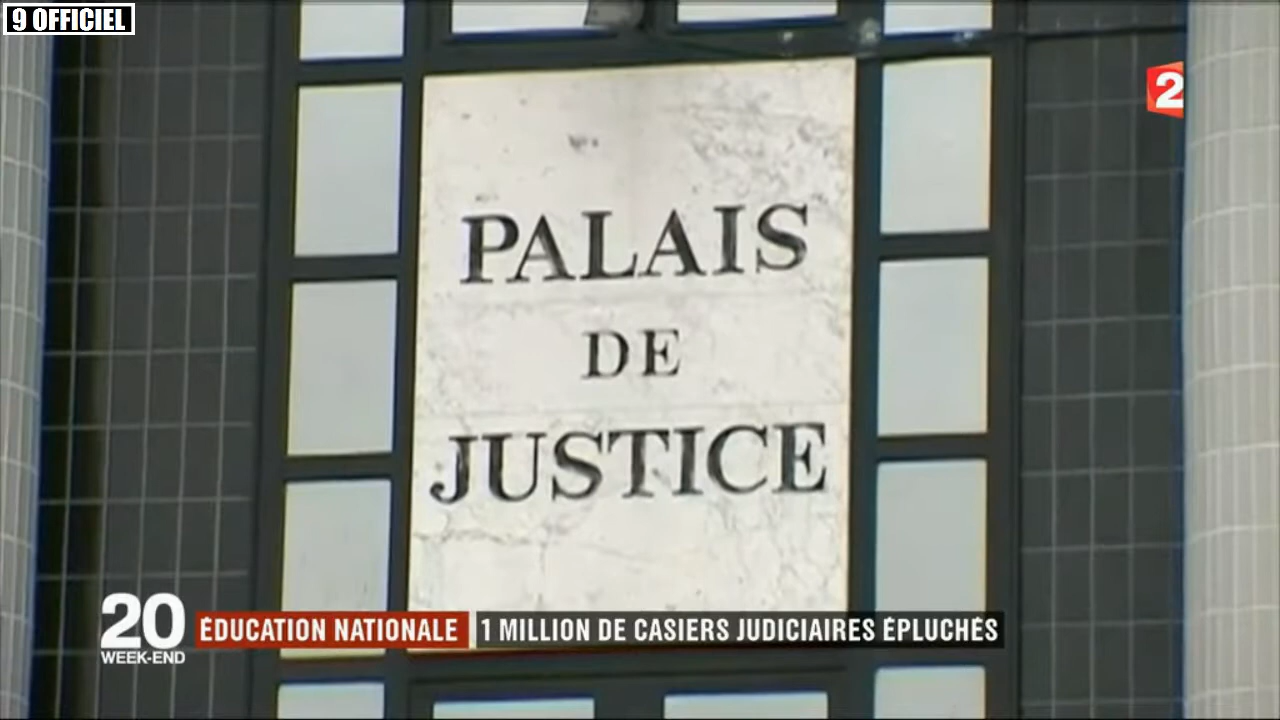 9 OFFICIEL
2
PALAIS
DE
JUSTICE
20
WEEK-END
ÉDUCATION NATIONALE
1 MILLION DE CASIERS JUDICIAIRES ÉPLUCHÉS